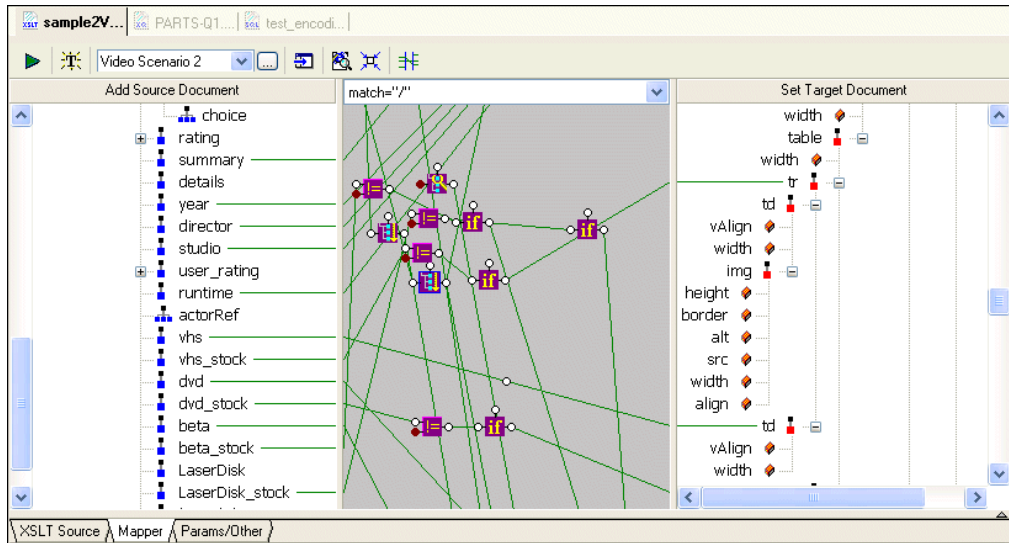 sample2V... PARTS-Q1.... test_encodi...
XSLT XQ SQL
Video Scenario 2 ...
Add Source Document
choice
rating
summary
details
year
director
studio
user_rating
runtime
actorRef
vhs
vhs_stock
dvd
dvd_stock
beta
beta_stock
LaserDisk
LaserDisk_stock
match="/"
!=
!= if
if
!=
if
!= if
Set Target Document
width
table
width
tr
td
vAlign
width
img
height
border
alt
src
width
align
td
vAlign
width
XSLT Source Mapper Params/Other